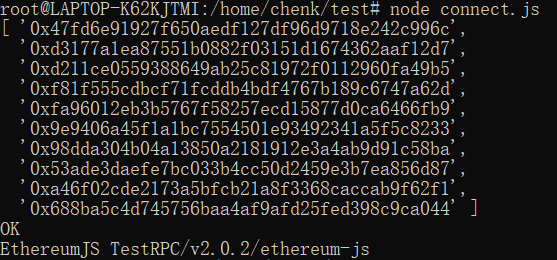 root@LAPTOP-K62KJTMI:/home/chenk/test# node connect.js
[ '0x47fd6e91927f650aedf127df96d9718e242c996c',
'0xd3177a1ea87551b0882f03151d1674362aaf12d7',
'0xd211ce0559388649ab25c81972f0112960fa49b5',
'0xf81f555cdbcf71fcddb4bdf4767b189c6747a62d',
'0xfa96012eb3b5767f58257ecd15877d0ca6466fb9',
'0x9e9406a45f1a1bc7554501e93492341a5f5c8233',
'0x98dda304b04a13850a2181912e3a4ab9d91c58ba',
'0x53ade3daefe7bc033b4cc50d2459e3b7ea856d87',
'0xa46f02cde2173a5bfcb21a8f3368caccab9f62f1',
'0x688ba5c4d745756baa4af9afd25fed398c9ca044' ]
OK
EthereumJS TestRPC/v2.0.2/ethereum-js